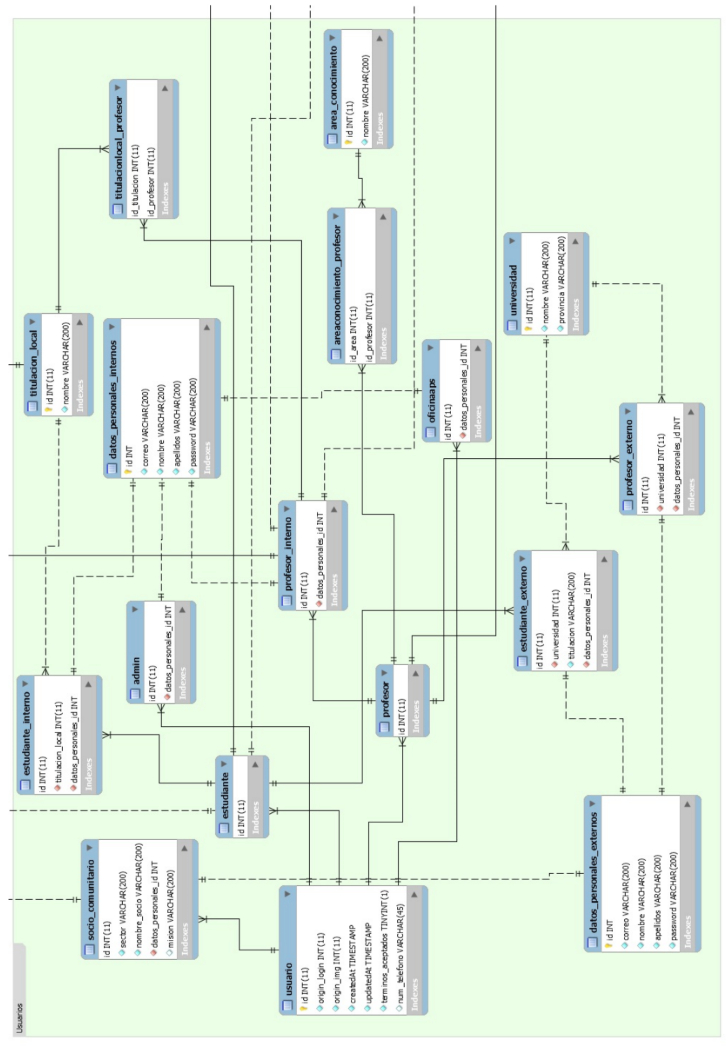 Usuarios
socio_comunitario
id INT(11)
sector VARCHAR(200)
nombre_socio VARCHAR(200)
datos_personales_id INT
mision VARCHAR(200)
Indexes
estudiante_interno
id INT(11)
titulacion_local INT(11)
datos_personales_id INT
Indexes
titulacion_local
id INT(11)
nombre VARCHAR(200)
Indexes
titulacionlocal_profesor
id_titulacion INT(11)
id_profesor INT(11)
Indexes
admin
id INT(11)
datos_personales_id INT
Indexes
datos_personales_internos
id INT
correo VARCHAR(200)
nombre VARCHAR(200)
apellidos VARCHAR(200)
password VARCHAR(200)
Indexes
estudiante
id INT(11)
Indexes
usuario
id INT(11)
origin_login INT(11)
origin_img INT(11)
createdAt TIMESTAMP
updatedAt TIMESTAMP
terminos_aceptados TINYINT(1)
num_telefono VARCHAR(45)
Indexes
profesor_interno
id INT(11)
datos_personales_id INT
Indexes
areaconocimiento_profesor
id_area INT(11)
id_profesor INT(11)
Indexes
area_conocimiento
id INT(11)
nombre VARCHAR(200)
Indexes
profesor
id INT(11)
Indexes
oficinaaps
id INT(11)
datos_personales_id INT
Indexes
estudiante_externo
id INT(11)
universidad INT(11)
titulacion VARCHAR(200)
datos_personales_id INT
Indexes
universidad
id INT(11)
nombre VARCHAR(200)
provincia VARCHAR(200)
Indexes
datos_personales_externos
id INT
correo VARCHAR(200)
nombre VARCHAR(200)
apellidos VARCHAR(200)
password VARCHAR(200)
Indexes
profesor_externo
id INT(11)
universidad INT(11)
datos_personales_id INT
Indexes